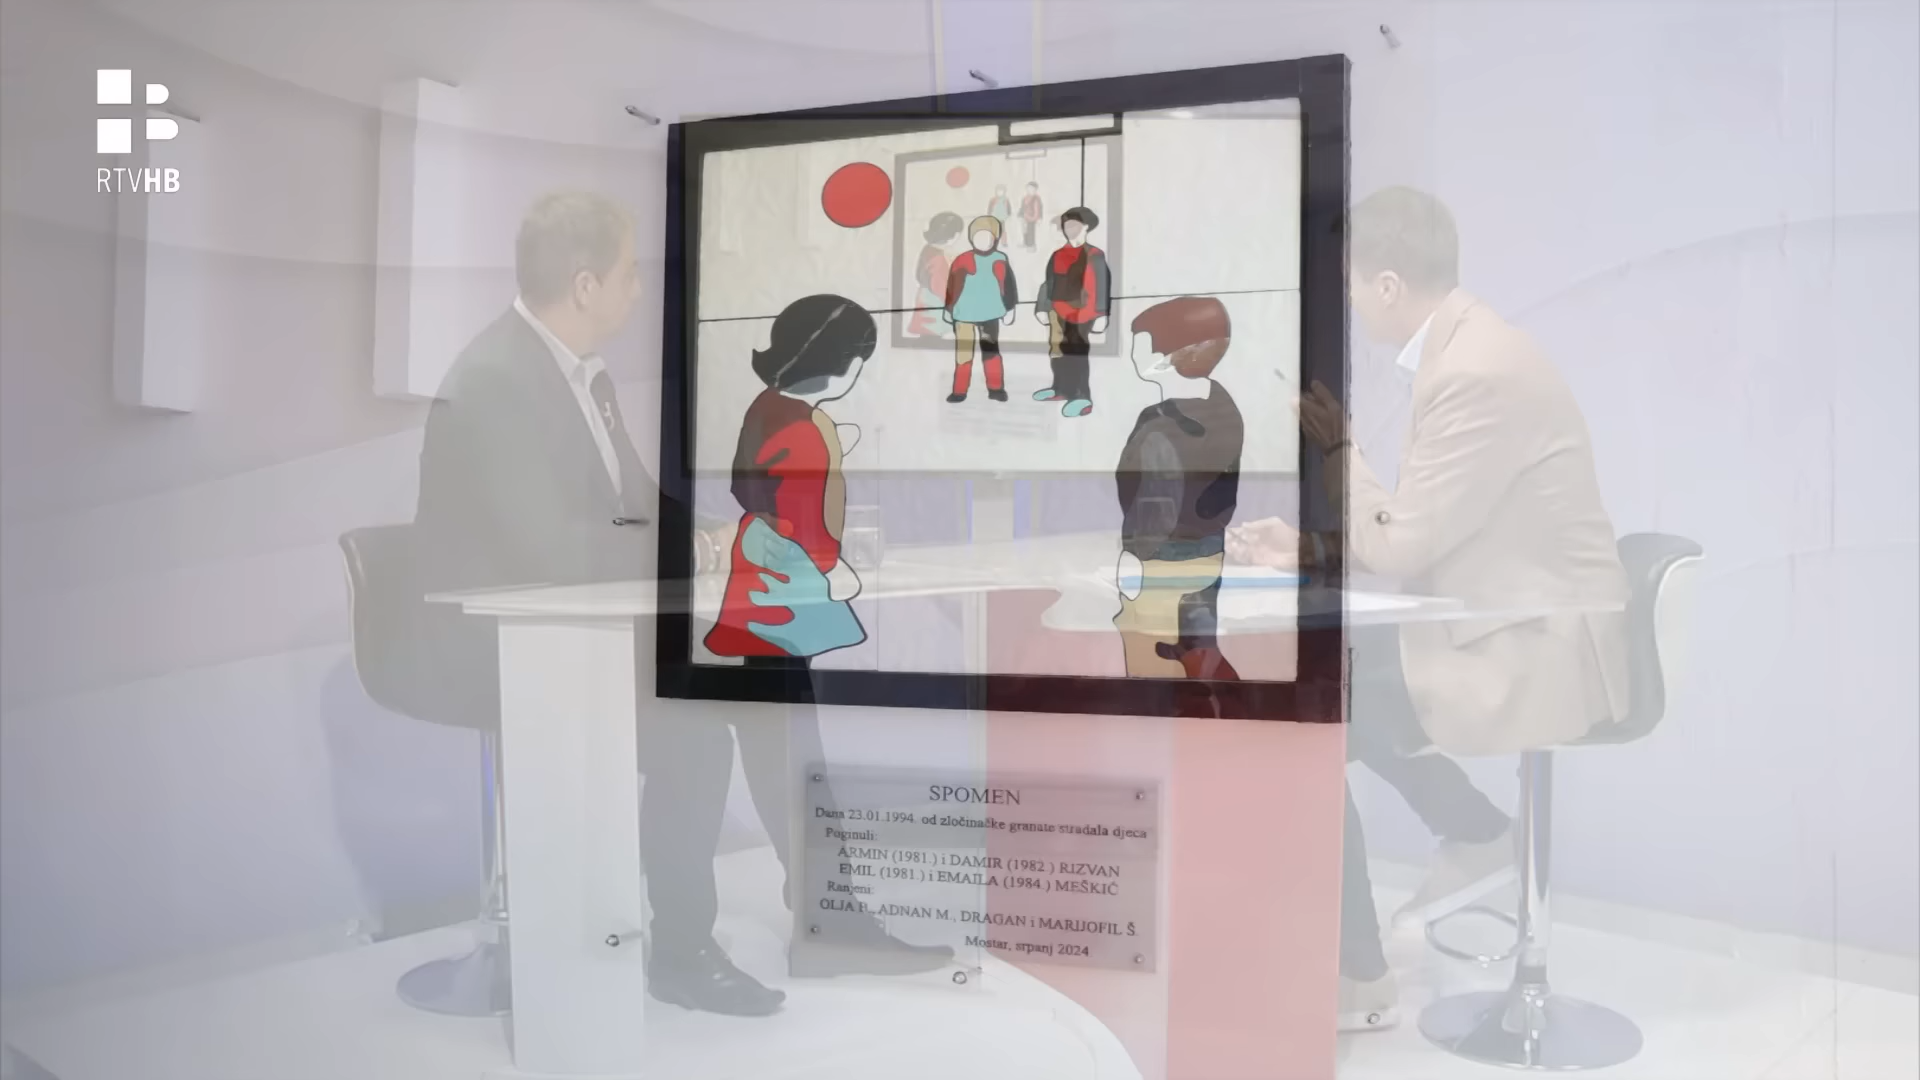 RTVHB
SPOMEN
Dana 23.01.1994. od zločinačke granate stradala djeca
Poginuli:
ARMIN (1981.) i DAMIR (1982.) RIZVAN
EMIL (1981.) i EMAILA (1984.) MEŠKIĆ
Ranjeni:
OLJA B., ADNAN M., DRAGAN i MARIJOFIL Š.
Mostar, srpanj 2024.